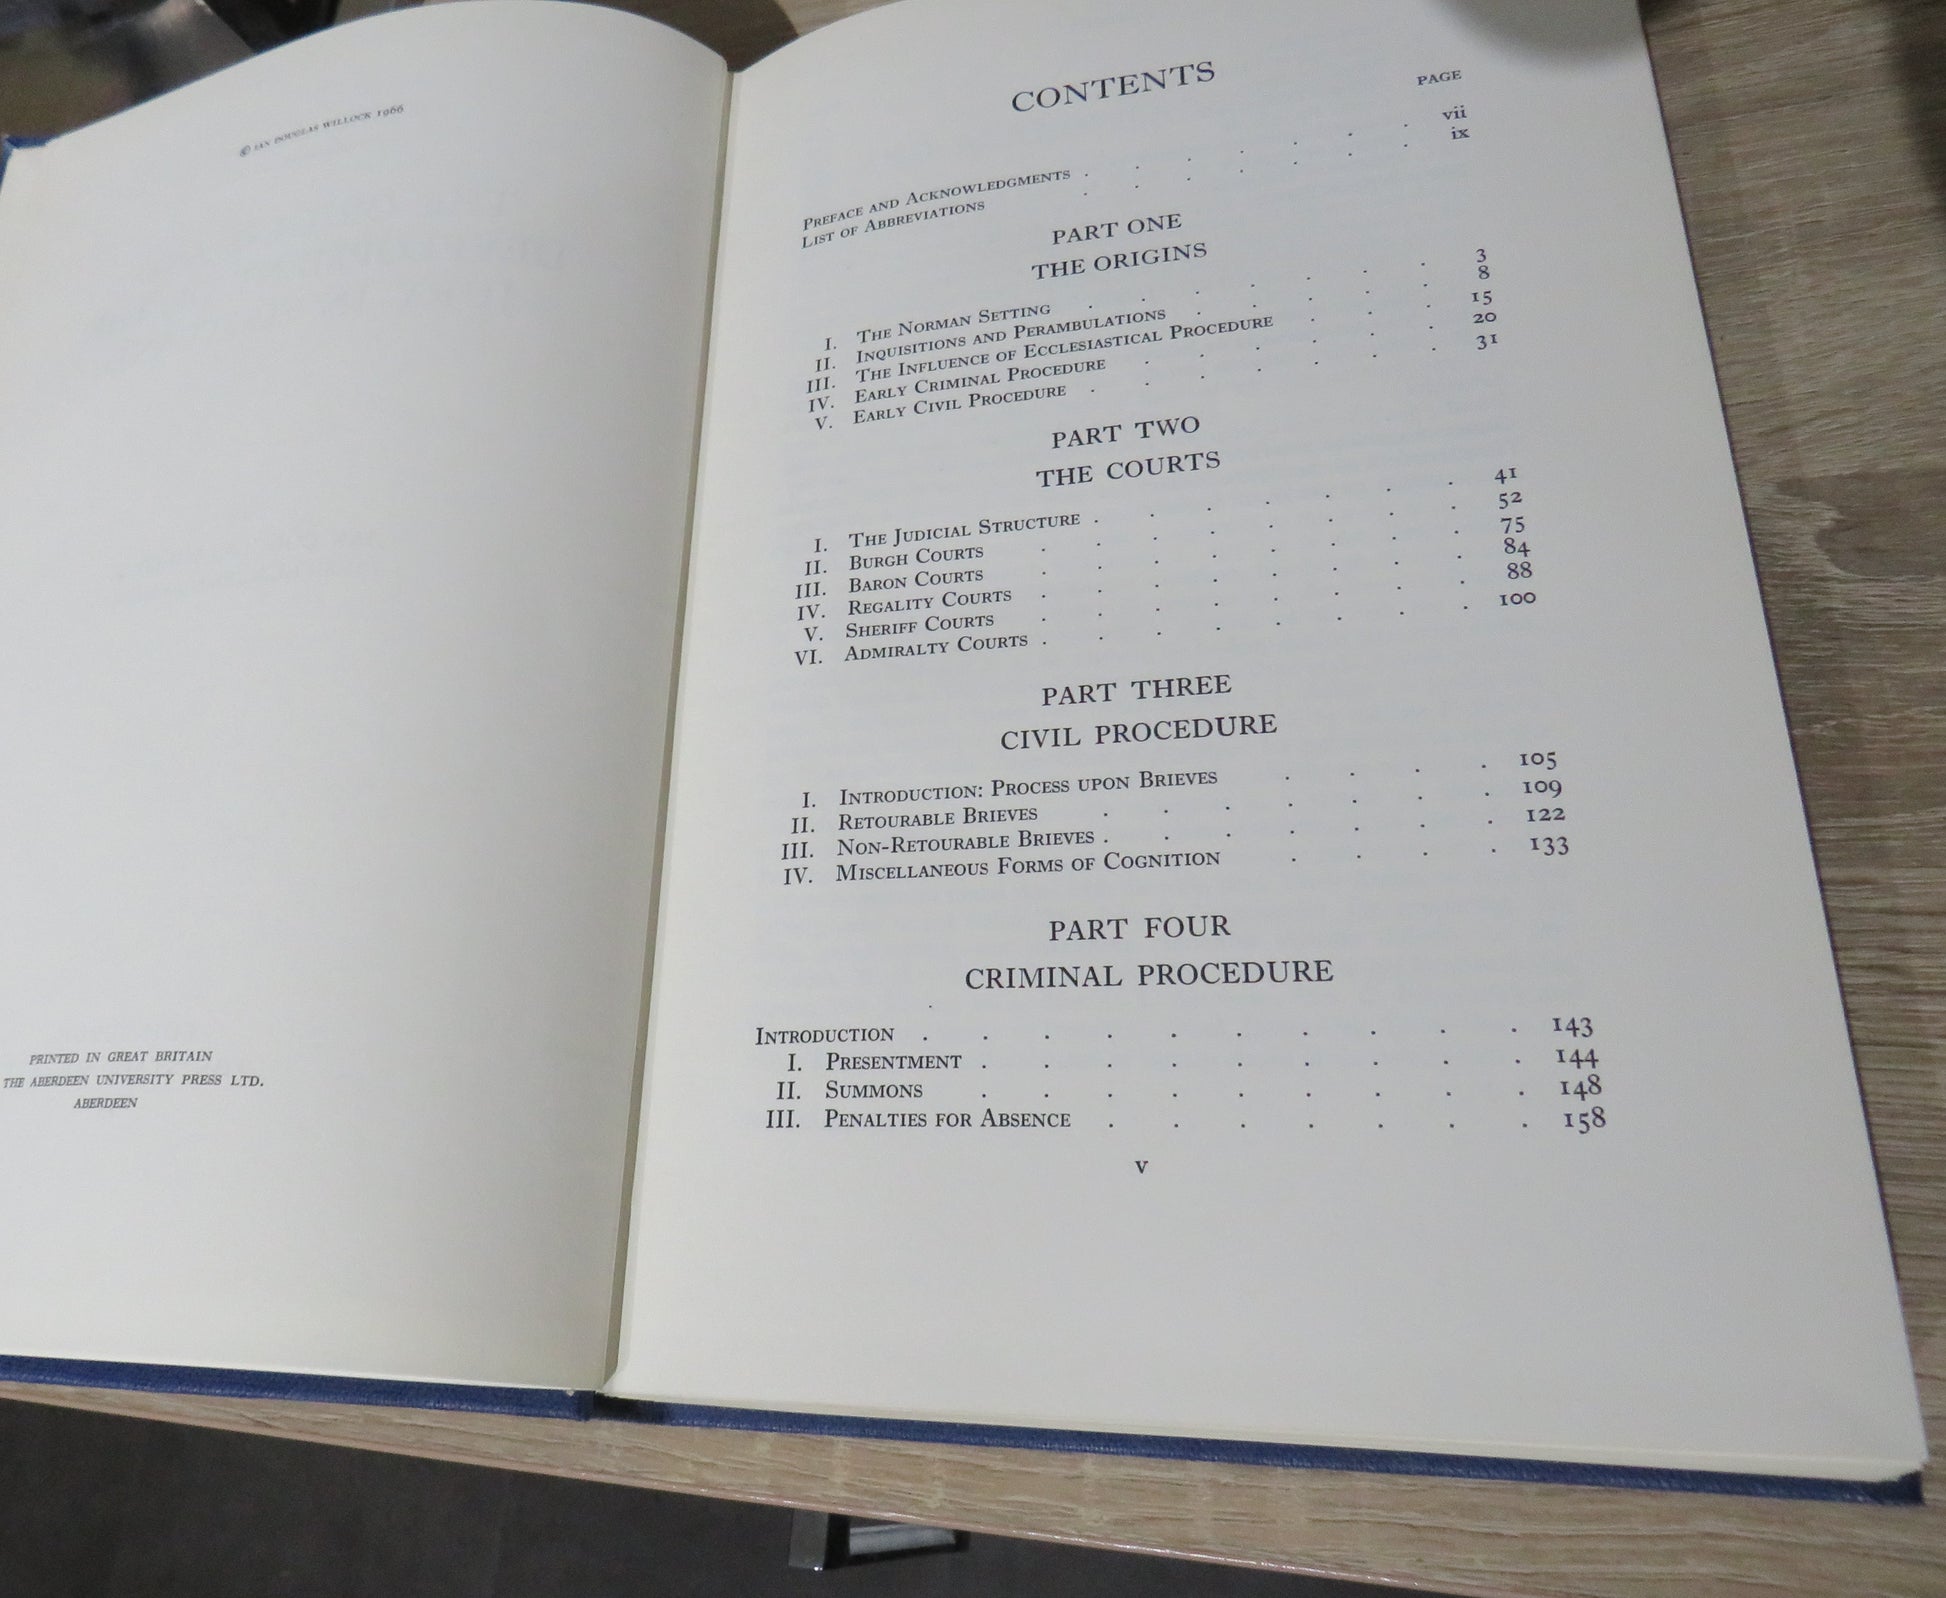 © IAN DOUGLAS WILLOCK 1966
PRINTED IN GREAT BRITAIN
THE ABERDEEN UNIVERSITY PRESS LTD.
ABERDEEN
CONTENTS
PAGE
PREFACE AND ACKNOWLEDGMENTS . . . . . . . vii
LIST OF ABBREVIATIONS . . . . . . . ix
PART ONE
THE ORIGINS
I. THE NORMAN SETTING . . . . . . . 3
II. INQUISITIONS AND PERAMBULATIONS . . . . . 8
III. THE INFLUENCE OF ECCLESIASTICAL PROCEDURE . . . 15
IV. EARLY CRIMINAL PROCEDURE . . . . . . 20
V. EARLY CIVIL PROCEDURE . . . . . . . 31
PART TWO
THE COURTS
I. THE JUDICIAL STRUCTURE . . . . . . . 41
II. BURGH COURTS . . . . . . . . 52
III. BARON COURTS . . . . . . . . 75
IV. REGALITY COURTS . . . . . . . . 84
V. SHERIFF COURTS . . . . . . . . 88
VI. ADMIRALTY COURTS . . . . . . . . 100
PART THREE
CIVIL PROCEDURE
I. INTRODUCTION: PROCESS UPON BRIEVES . . . . 105
II. RETOURABLE BRIEVES . . . . . . . 109
III. NON-RETOURABLE BRIEVES . . . . . . . 122
IV. MISCELLANEOUS FORMS OF COGNITION . . . . 133
PART FOUR
CRIMINAL PROCEDURE
INTRODUCTION . . . . . . . . . . 143
I. PRESENTMENT . . . . . . . . . 144
II. SUMMONS . . . . . . . . . 148
III. PENALTIES FOR ABSENCE . . . . . . . 158
v